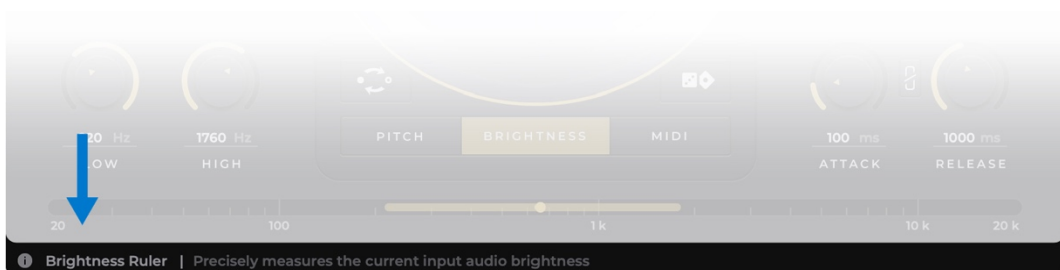 20 Hz 1760 Hz 100 ms 1000 ms
OW HIGH ATTACK RELEASE
PITCH BRIGHTNESS MIDI
20 100 1 k 10 k 20 k
Brightness Ruler | Precisely measures the current input audio brightness